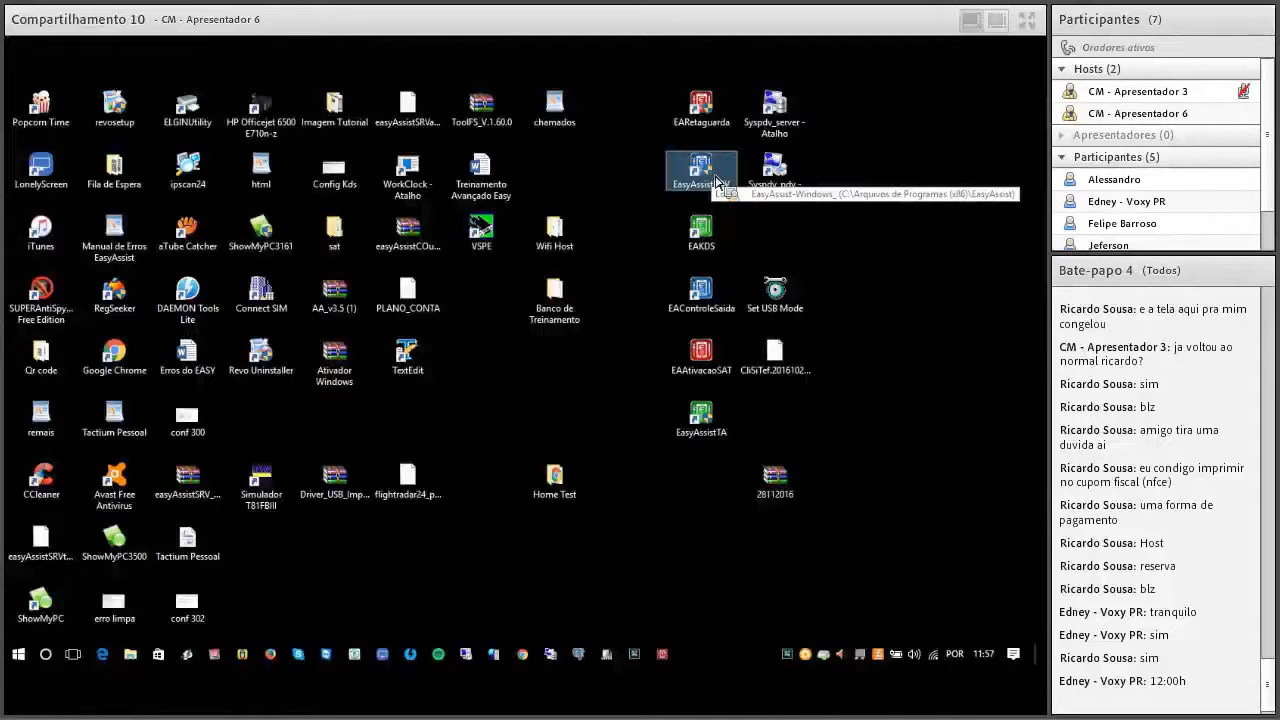 Compartilhamento 10 - CM - Apresentador 6
Popcorn Time
revosetup
ELGINUtility
HP Officejet 6500
E710n-z
Imagem Tutorial
easyAssistSRVa...
ToolFS_V.1.60.0
chamados
EARetaguarda
Syspdv_server -
Atalho
LonelyScreen
Fila de Espera
ipscan24
html
Config Kds
WorkClock -
Atalho
Treinamento
Avançado Easy
Syspdv_pdv -
EasyAssist-Windows_ (C:\Arquivos de Programas (x86)\EasyAssist)
iTunes
Manual de Erros
EasyAssist
aTube Catcher
ShowMyPC3161
sat
easyAssistCOu...
VSPE
Wifi Host
EAKDS
SUPERAntiSpy...
Free Edition
RegSeeker
DAEMON Tools
Lite
Connect SIM
AA_v3.5 (1)
PLANO_CONTA
Banco de
Treinamento
EAControleSaida
Set USB Mode
Qr code
Google Chrome
Erros do EASY
Revo Uninstaller
Ativador
Windows
TextEdit
EAAtivacaoSAT
CliSiTef.2016102...
remais
Tactium Pessoal
conf 300
EasyAssistTA
CCleaner
Avast Free
Antivirus
easyAssistSRV_...
Simulador
T81FBIII
Driver_USB_Imp...
flightradar24_p...
Home Test
28112016
easyAssistSRVt...
ShowMyPC3500
Tactium Pessoal
ShowMyPC
erro limpa
conf 302
POR 11:57
Participantes (7)
Oradores ativos
Hosts (2)
CM - Apresentador 3
CM - Apresentador 6
Apresentadores (0)
Participantes (5)
Alessandro
Edney - Voxy PR
Felipe Barroso
Jeferson
Bate-papo 4 (Todos)
Ricardo Sousa: e a tela aqui pra mim
congelou
CM - Apresentador 3: ja voltou ao
normal ricardo?
Ricardo Sousa: sim
Ricardo Sousa: blz
Ricardo Sousa: amigo tira uma
duvida ai
Ricardo Sousa: eu condigo imprimir
no cupom fiscal (nfce)
Ricardo Sousa: uma forma de
pagamento
Ricardo Sousa: Host
Ricardo Sousa: reserva
Ricardo Sousa: blz
Edney - Voxy PR: tranquilo
Edney - Voxy PR: sim
Ricardo Sousa: sim
Edney - Voxy PR: 12:00h